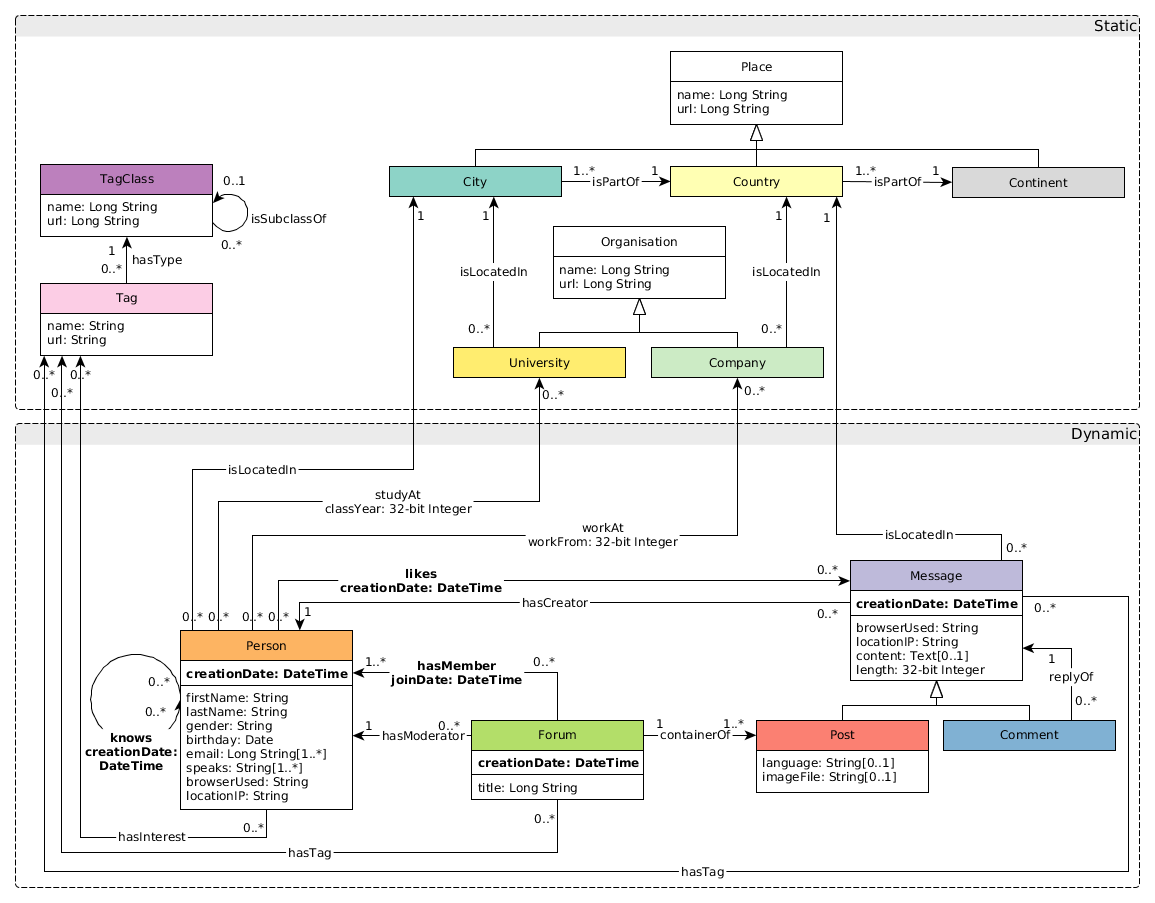 Static
Place
name: Long String
url: Long String
TagClass
name: Long String
url: Long String
0..1
isSubclassOf
0..*
City
1..*
isPartOf
1
Country
1..*
isPartOf
1
Continent
1
1
1
1
Organisation
name: Long String
url: Long String
1
0..*
hasType
isLocatedIn
isLocatedIn
Tag
name: String
url: String
0..*
0..*
University
Company
0..*
0..*
0..*
0..*
0..*
Dynamic
isLocatedIn
studyAt
classYear: 32-bit Integer
workAt
workFrom: 32-bit Integer
isLocatedIn
0..*
likes
creationDate: DateTime
0..*
Message
creationDate: DateTime
browserUsed: String
locationIP: String
content: Text[0..1]
length: 32-bit Integer
hasCreator
0..*
0..*
0..*
0..*
0..*
0..*
1
Person
creationDate: DateTime
firstName: String
lastName: String
gender: String
birthday: Date
email: Long String[1..*]
speaks: String[1..*]
browserUsed: String
locationIP: String
0..*
0..*
knows
creationDate:
DateTime
1..*
hasMember
joinDate: DateTime
0..*
1
replyOf
0..*
1
hasModerator
0..*
Forum
creationDate: DateTime
title: Long String
1
containerOf
1..*
Post
language: String[0..1]
imageFile: String[0..1]
Comment
0..*
0..*
hasInterest
hasTag
hasTag